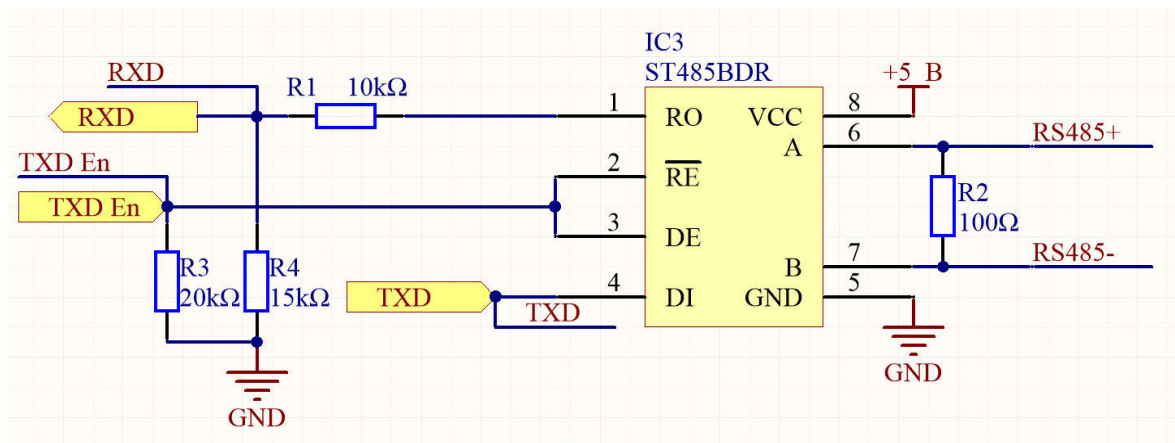 IC3
ST485BDR
RXD
R1 10kΩ
+5_B
RXD
1 RO VCC 8
A 6
RS485+
TXD En
2 RE
TXD En
R2
100Ω
3 DE
R3
20kΩ
R4
15kΩ
B 7
RS485-
TXD
4 DI GND 5
TXD
GND
GND